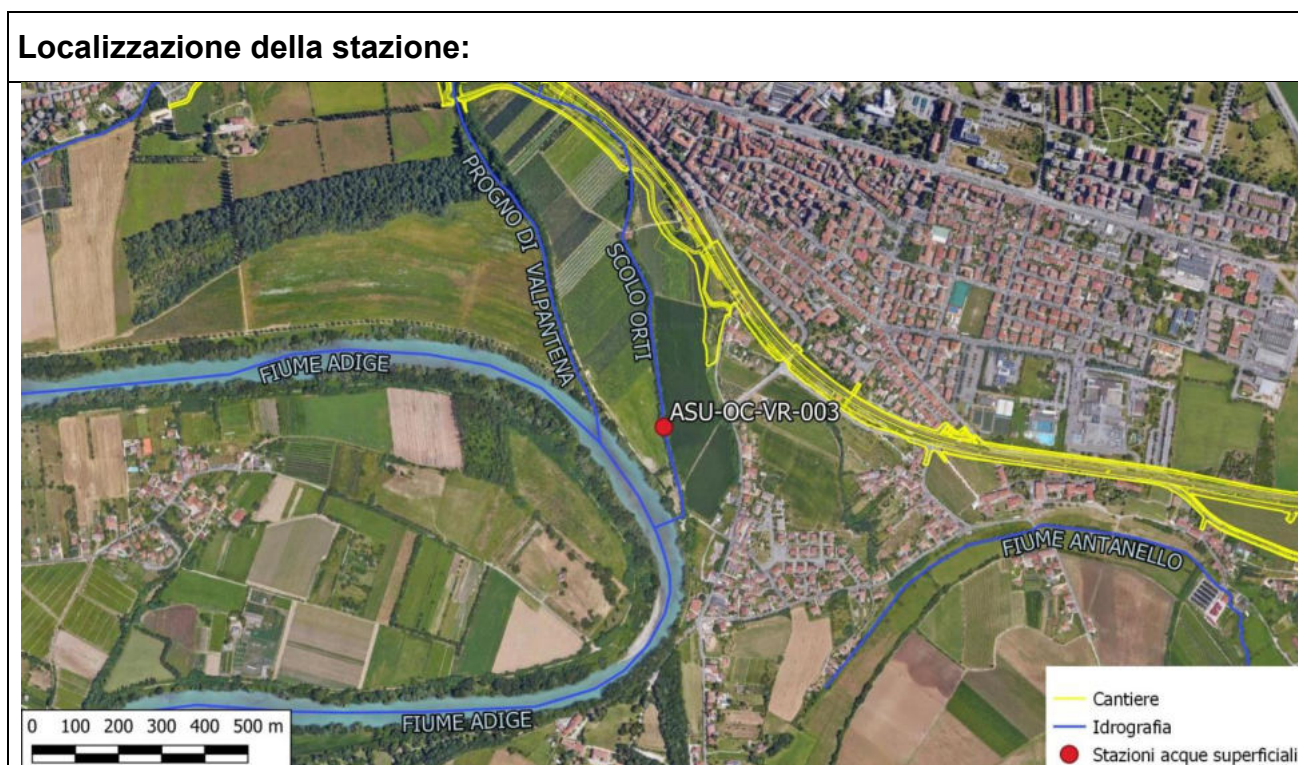 Localizzazione della stazione:
PROGNO DI VALPANTENA
SCOLO ORTI
FIUME ADIGE
ASU-OC-VR-003
FIUME ANTANELLO
FIUME ADIGE
0 100 200 300 400 500 m
Cantiere
Idrografia
Stazioni acque superficiali